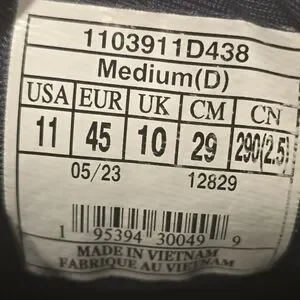 1103911D438
Medium(D)
USA EUR UK CM CN
11 45 10 29 290(2.5)
05/23 12829
1 95394 30049 9
MADE IN VIETNAM
FABRIQUE AU VIETNAM